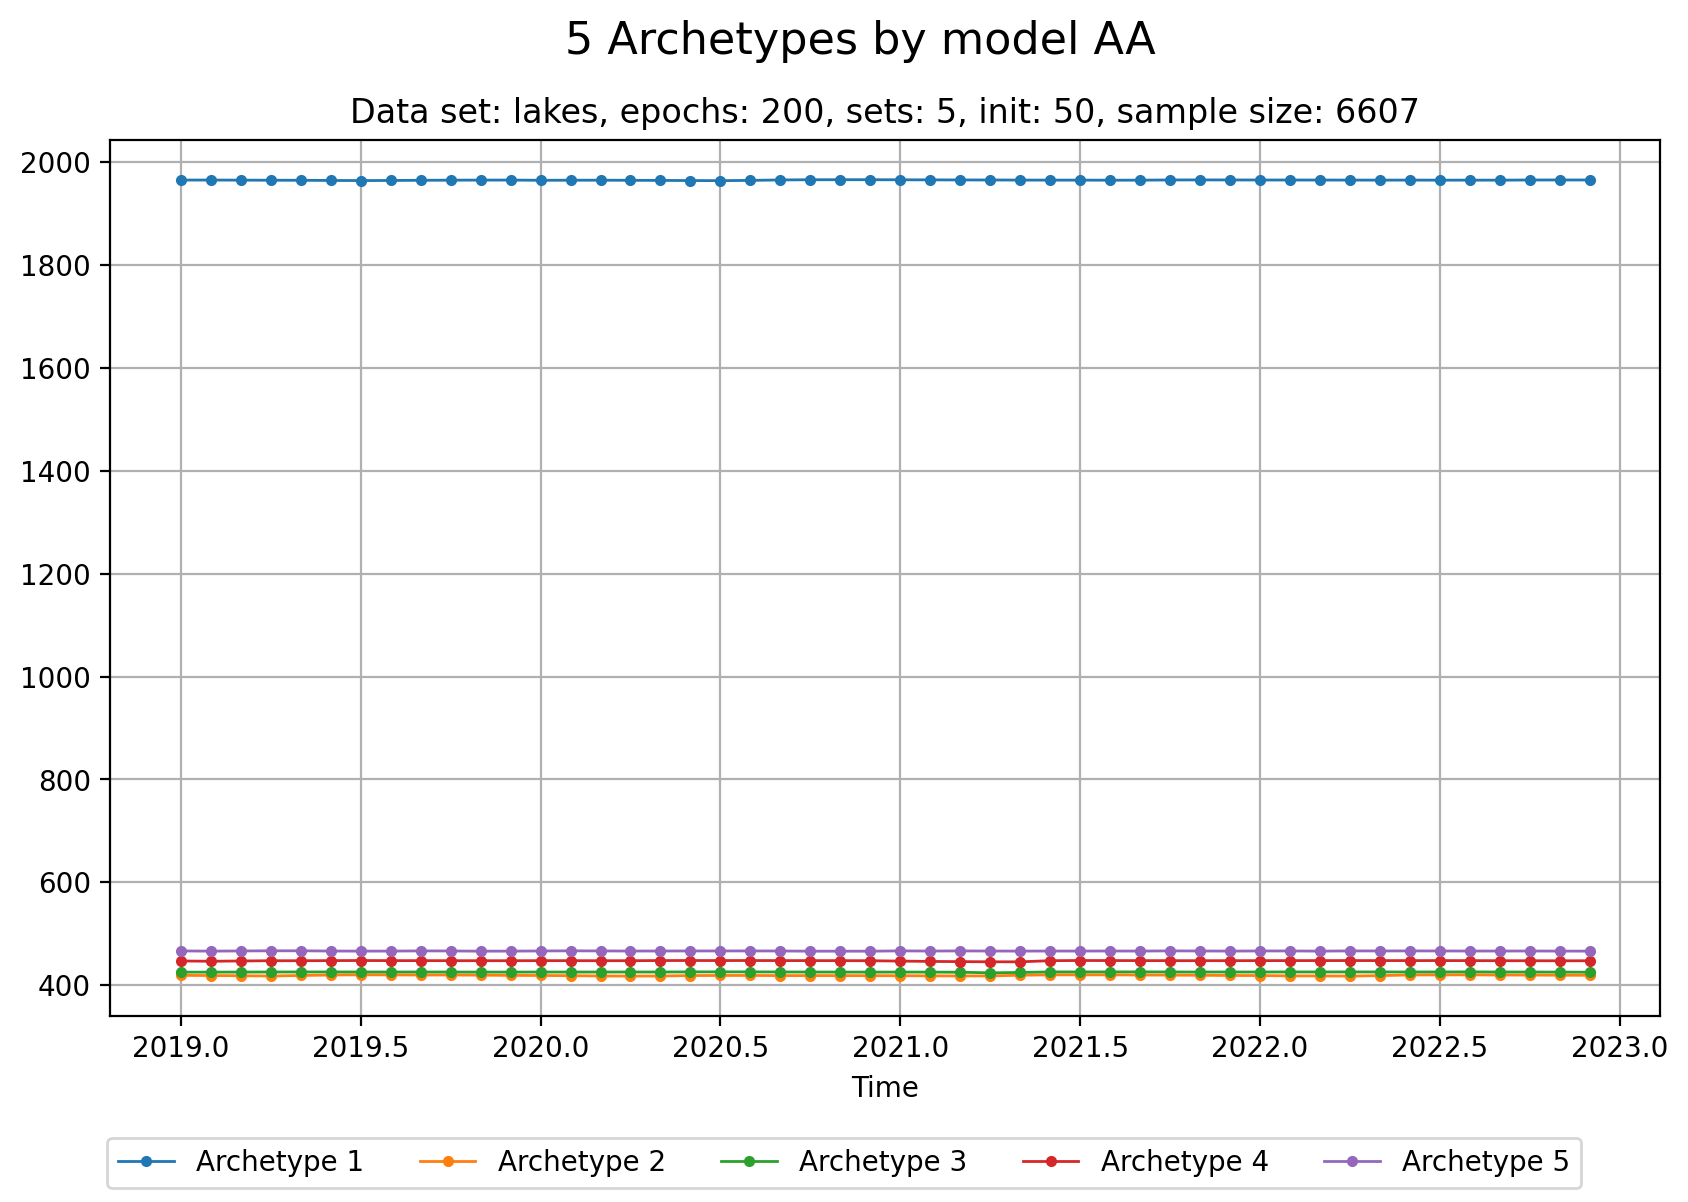 5 Archetypes by model AA
Data set: lakes, epochs: 200, sets: 5, init: 50, sample size: 6607
2000
1800
1600
1400
1200
1000
800
600
400
2019.0 2019.5 2020.0 2020.5 2021.0 2021.5 2022.0 2022.5 2023.0
Time
Archetype 1 Archetype 2 Archetype 3 Archetype 4 Archetype 5